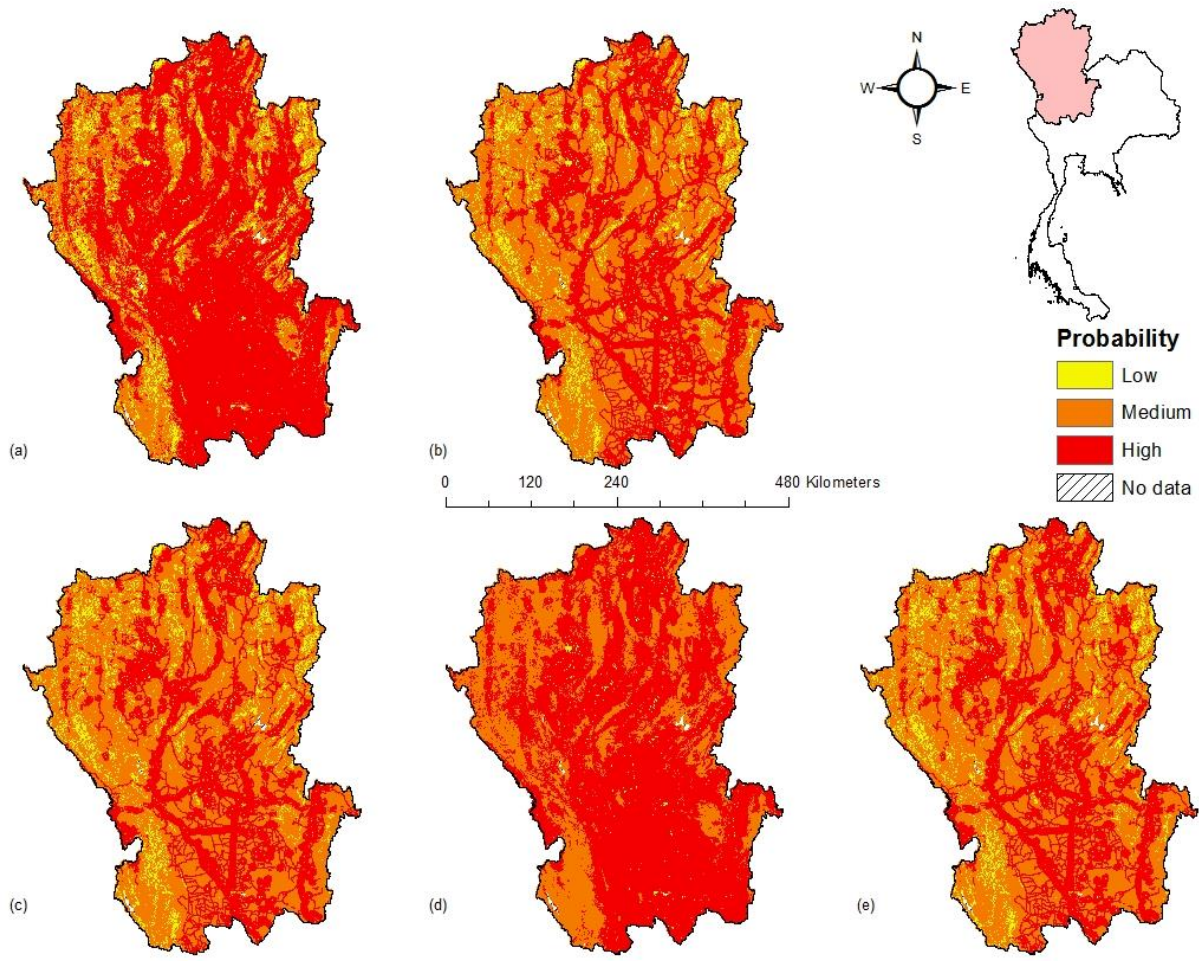 N
W E
S
Probability
Low
Medium
High
No data
(a)
(b)
0 120 240 480 Kilometers
(c)
(d)
(e)